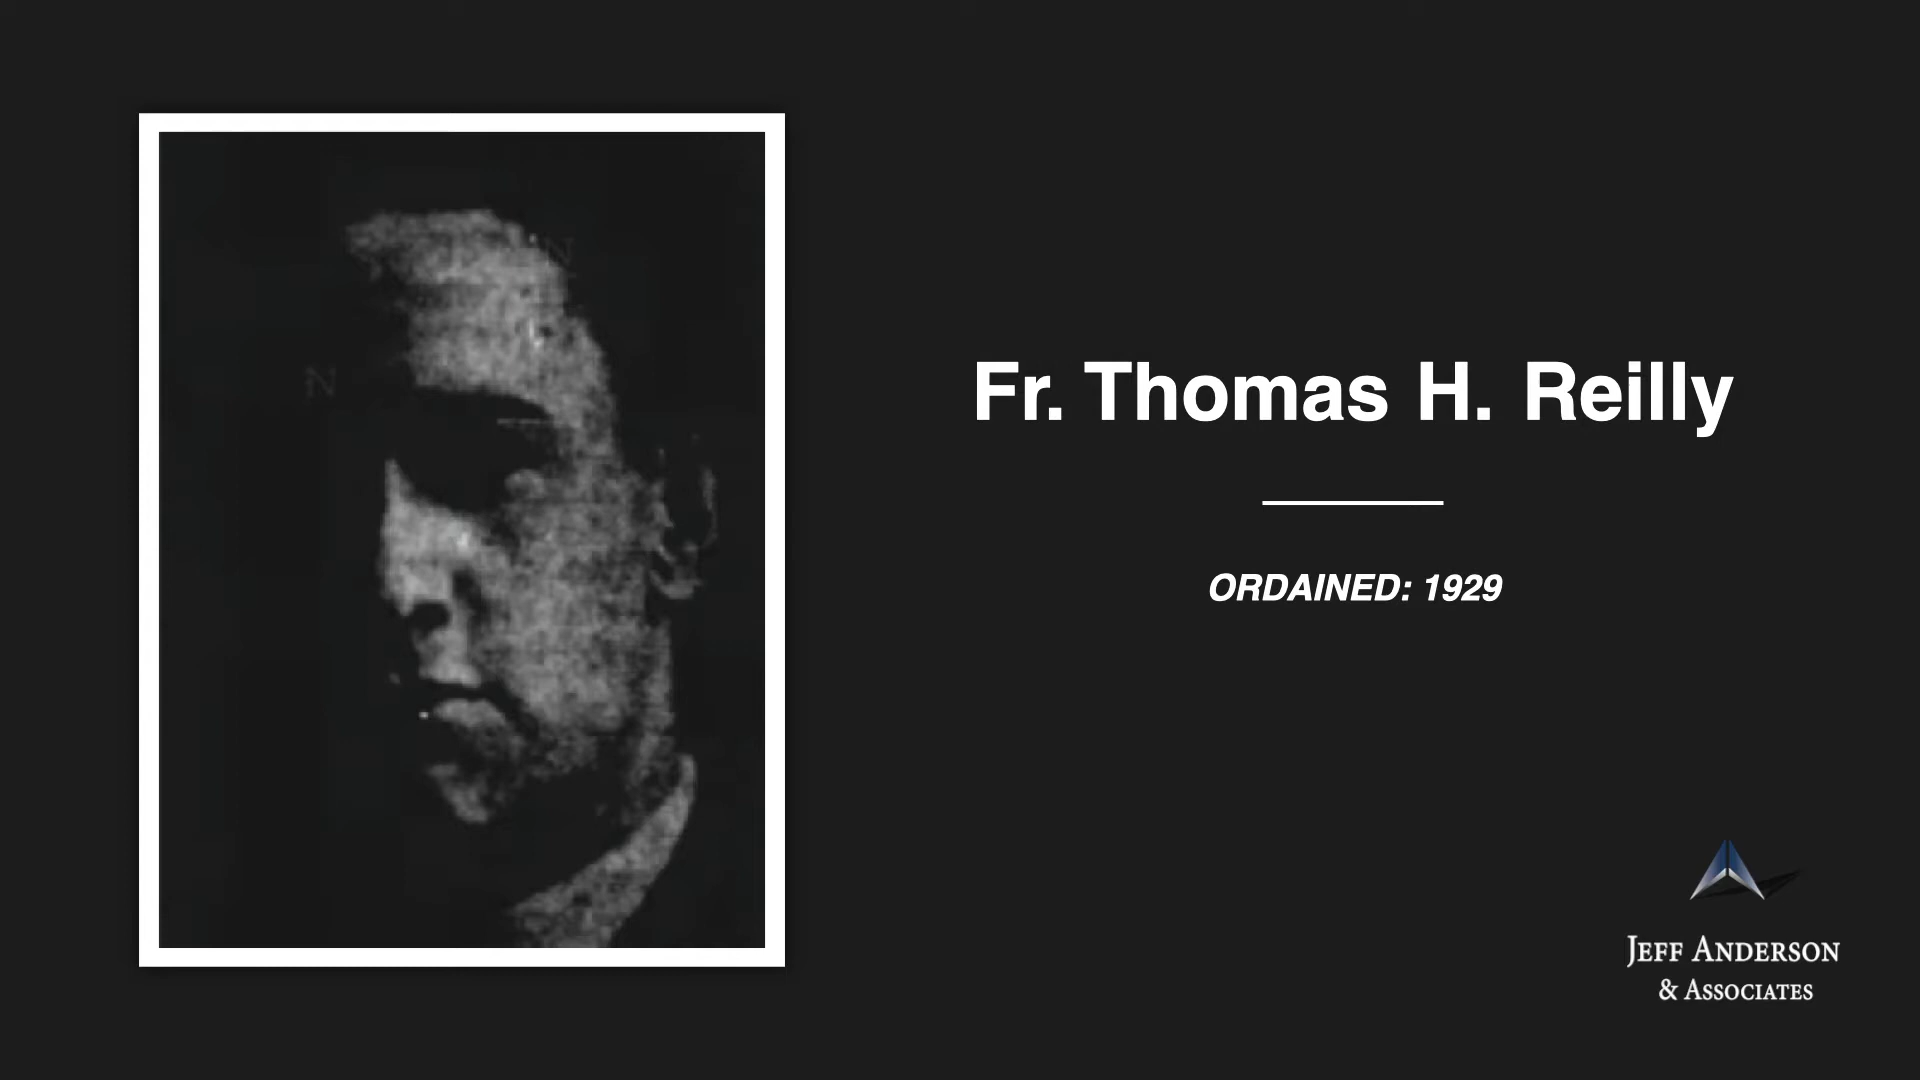 Fr. Thomas H. Reilly
ORDAINED: 1929
JEFF ANDERSON
& ASSOCIATES